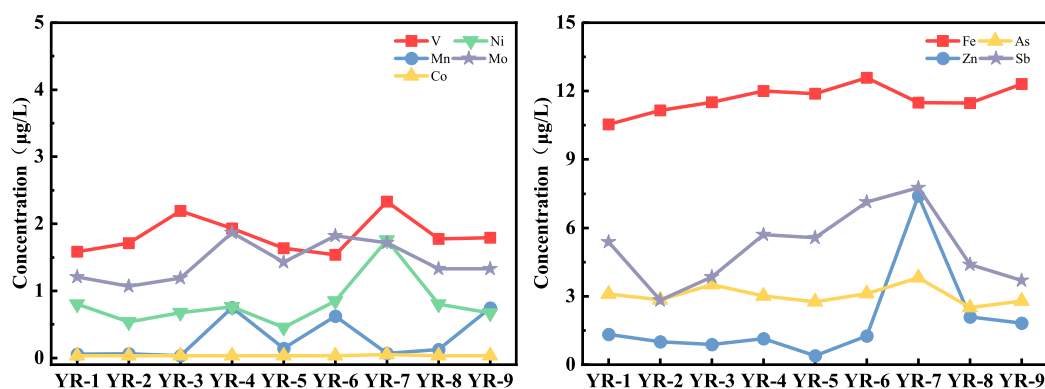 Concentration（μg/L）
5
4
3
2
1
0
V Ni
Mn Mo
Co
YR-1 YR-2 YR-3 YR-4 YR-5 YR-6 YR-7 YR-8 YR-9
Concentration（μg/L）
15
12
9
6
3
0
Fe As
Zn Sb
YR-1 YR-2 YR-3 YR-4 YR-5 YR-6 YR-7 YR-8 YR-9